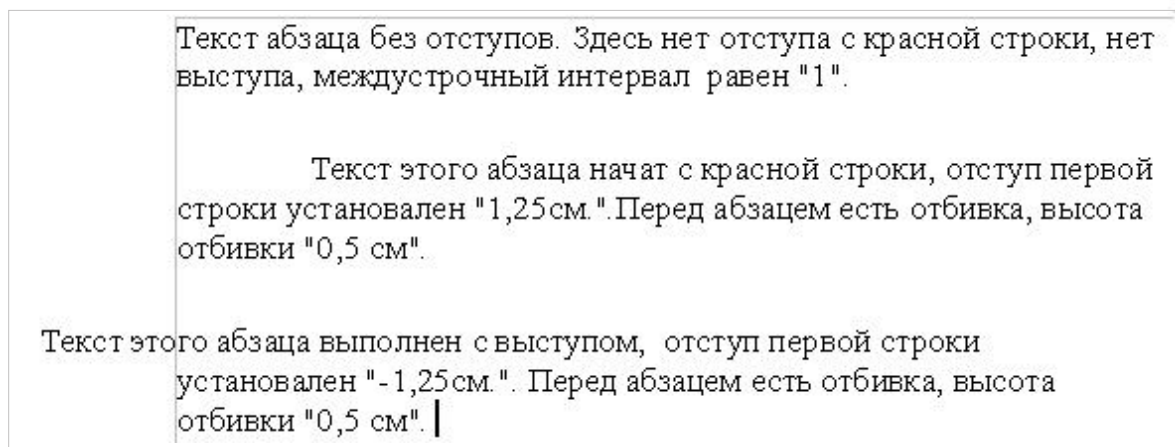 Текст абзаца без отступов. Здесь нет отступа с красной строки, нет
выступа, междустрочный интервал  равен "1".
Текст этого абзаца начат с красной строки, отступ первой
строки установален "1,25см.".Перед абзацем есть отбивка, высота
отбивки "0,5 см".
Текст этого абзаца выполнен с выступом,  отступ первой строки
установален "-1,25см.". Перед абзацем есть отбивка, высота
отбивки "0,5 см".